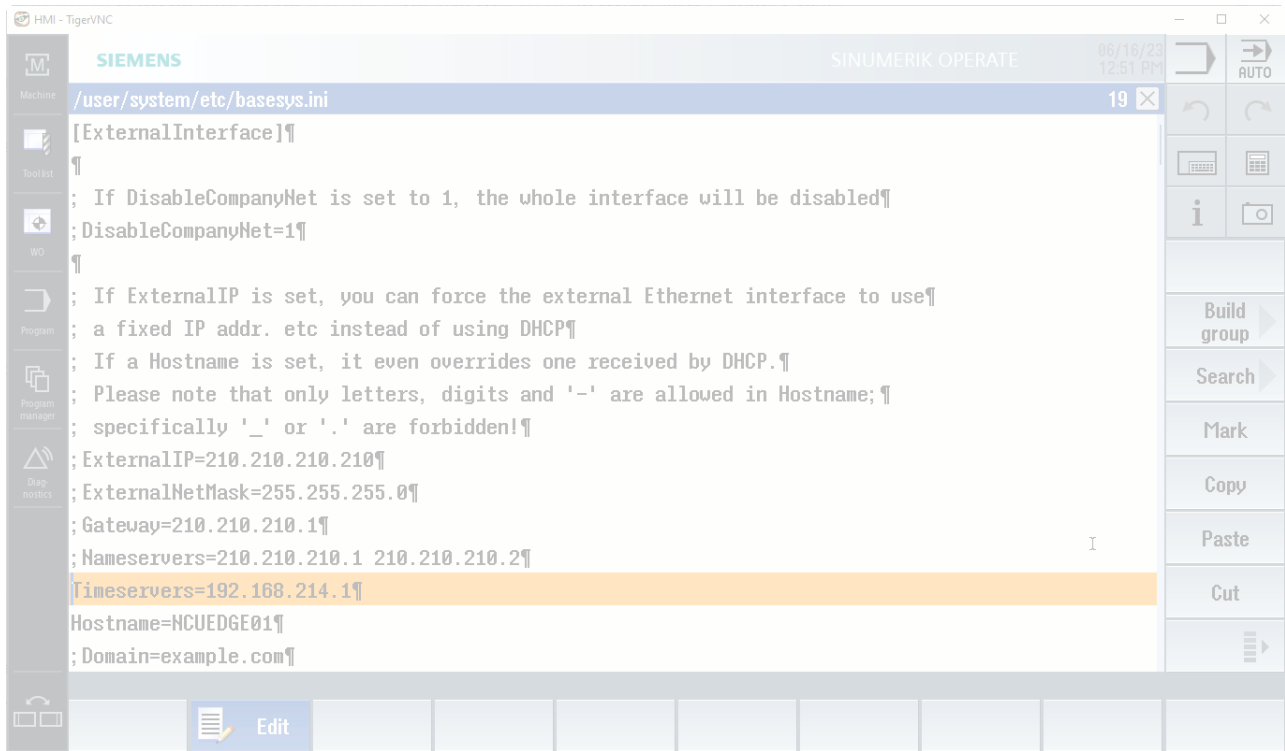 HMI - TigerVNC
SIEMENS
SINUMERIK OPERATE
06/16/23
12:51 PM
M
Machine
AUTO
/user/system/etc/basesys.ini
19
[ExternalInterface]¶
¶
; If DisableCompanyNet is set to 1, the whole interface will be disabled¶
;DisableCompanyNet=1¶
¶
; If ExternalIP is set, you can force the external Ethernet interface to use¶
; a fixed IP addr. etc instead of using DHCP¶
; If a Hostname is set, it even overrides one received by DHCP.¶
; Please note that only letters, digits and '-' are allowed in Hostname;¶
; specifically '_' or '.' are forbidden!¶
;ExternalIP=210.210.210.210¶
;ExternalNetMask=255.255.255.0¶
;Gateway=210.210.210.1¶
;Nameservers=210.210.210.1 210.210.210.2¶
Timeservers=192.168.214.1¶
Hostname=NCUEDGE01¶
;Domain=example.com¶
Tool list
WO
Program
Program
manager
Diag-
nostics
i
Build
group
Search
Mark
Copy
Paste
Cut
Edit